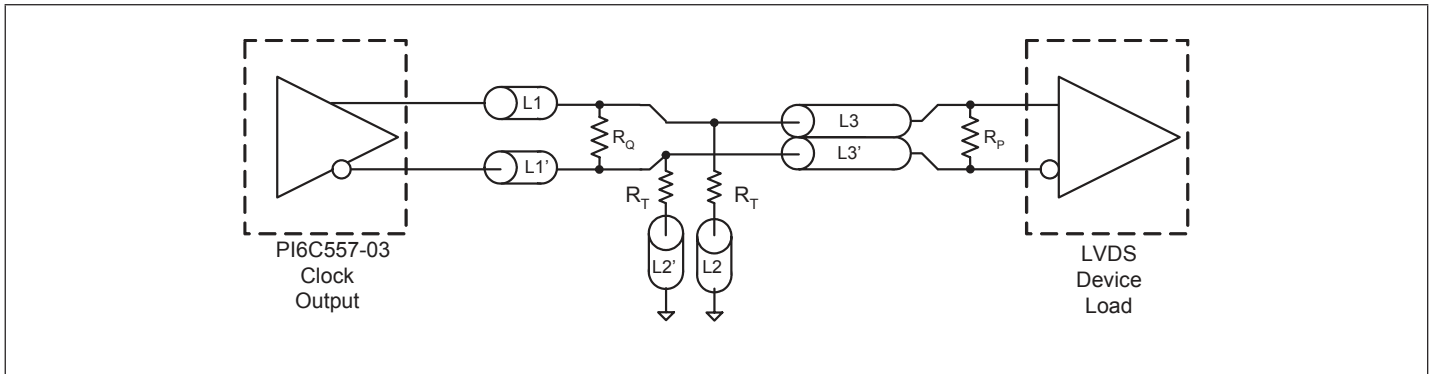 L1
L1'
R_Q
R_T
R_T
L2'
L2
L3
L3'
R_P
PI6C557-03
Clock
Output
LVDS
Device
Load